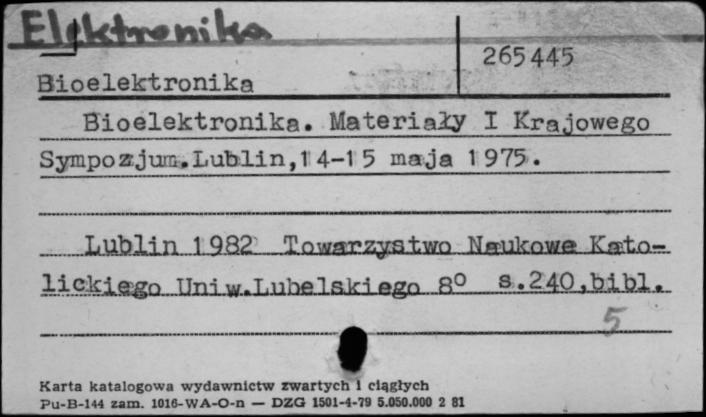 Elektronika
265445
Bioelektronika
Bioelektronika. Materiały I Krajowego
Sympozjum.Lublin,14-15 maja 1975.
Lublin 1982 Towarzystwo Naukowe Kato-
lickiego Uniw.Lubelskiego 8º s.240,bibl.
5
Karta katalogowa wydawnictw zwartych i ciągłych
Pu-B-144 zam. 1016-WA-O-n — DZG 1501-4-79 5.050.000 2 81